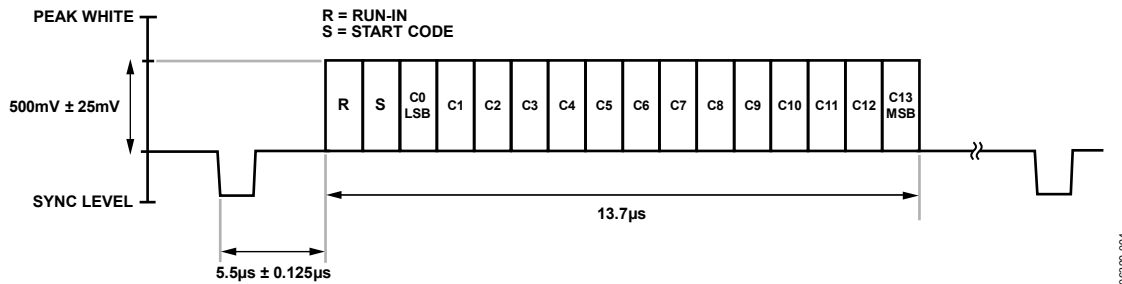 PEAK WHITE
R = RUN-IN
S = START CODE
500mV ± 25mV
R
S
C0
LSB
C1
C2
C3
C4
C5
C6
C7
C8
C9
C10
C11
C12
C13
MSB
SYNC LEVEL
13.7µs
5.5µs ± 0.125µs